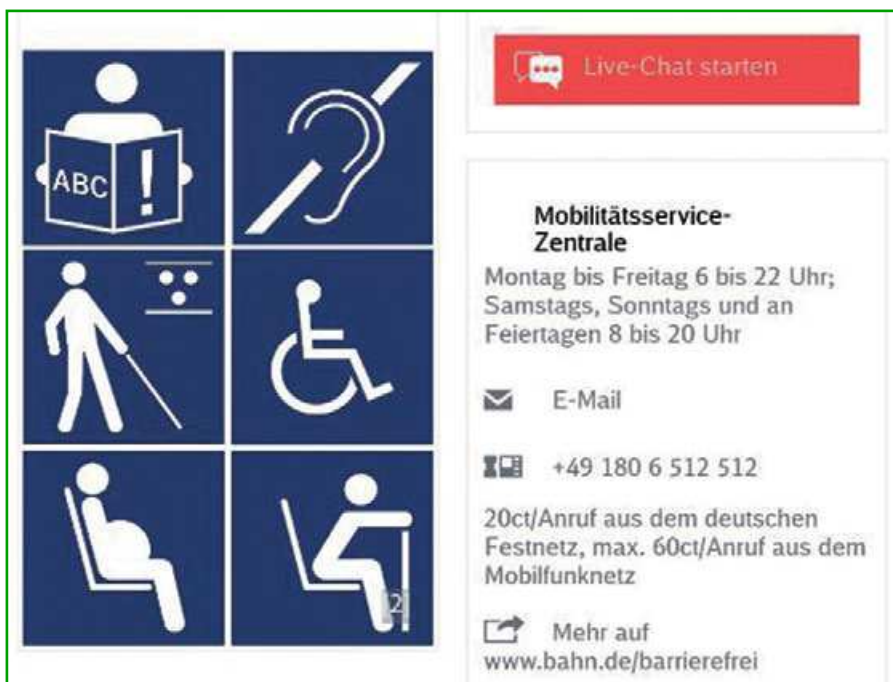 ABC !
2
Live-Chat starten
Mobilitätsservice-
Zentrale
Montag bis Freitag 6 bis 22 Uhr;
Samstags, Sonntags und an
Feiertagen 8 bis 20 Uhr
E-Mail
+49 180 6 512 512
20ct/Anruf aus dem deutschen
Festnetz, max. 60ct/Anruf aus dem
Mobilfunknetz
Mehr auf
www.bahn.de/barrierefrei